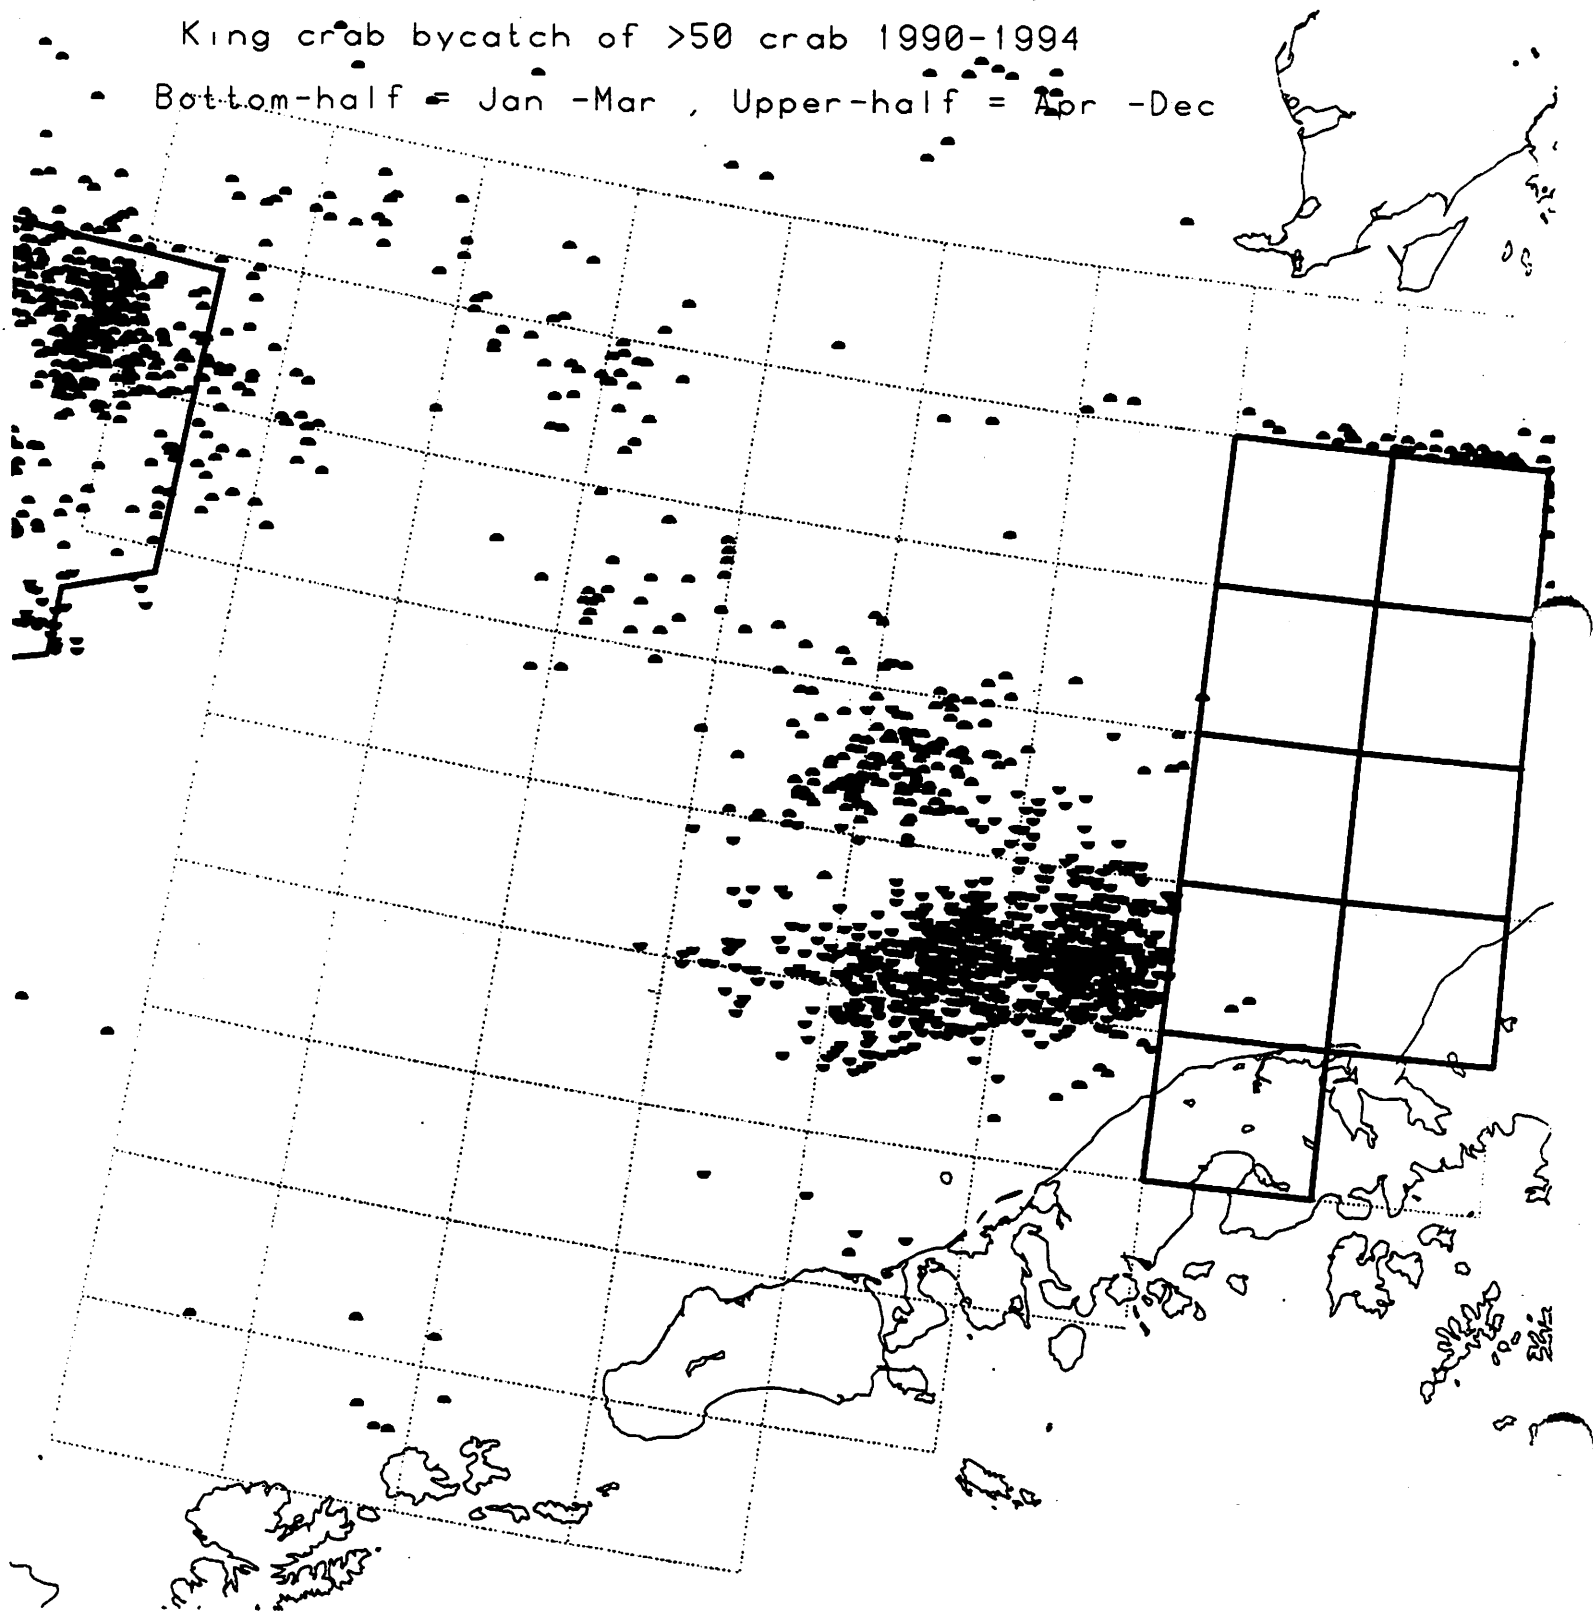 King crab bycatch of >50 crab 1990-1994
Bottom-half = Jan -Mar , Upper-half = Apr -Dec